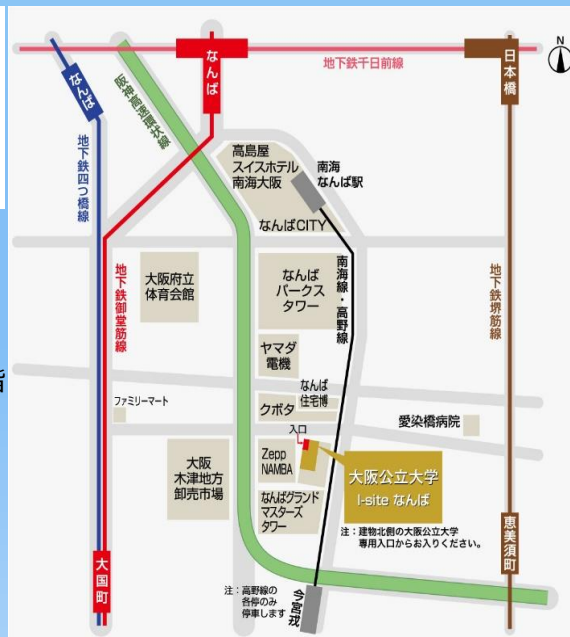 N
なんば
なんば
地下鉄千日前線
日本橋
阪神高速環状線
地下鉄四つ橋線
高島屋
スイスホテル
南海大阪
南海
なんば駅
なんばCITY
地下鉄御堂筋線
大阪府立
体育会館
なんば
パークス
タワー
南海線・高野線
地下鉄堺筋線
ヤマダ
電機
なんば
住宅博
ファミリーマート
クボタ
愛染橋病院
入口
大阪
木津地方
卸売市場
Zepp
NAMBA
大阪公立大学
I-site なんば
なんばグランド
マスターズ
タワー
注：建物北側の大阪公立大学
専用入口からお入りください。
恵美須町
大国町
注：高野線の
各停のみ
停車します
今宮戎